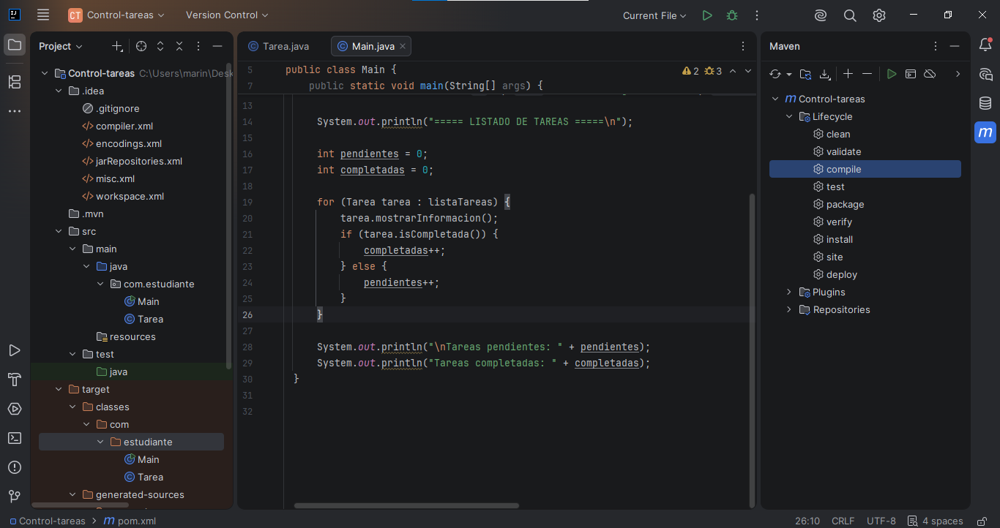 CT Control-tareas Version Control Current File
Project
Control-tareas C:\Users\marin\Desk
.idea
.gitignore
compiler.xml
encodings.xml
jarRepositories.xml
misc.xml
workspace.xml
.mvn
src
main
java
com.estudiante
Main
Tarea
resources
test
java
target
classes
com
estudiante
Main
Tarea
generated-sources
Tarea.java Main.java
5 public class Main { 2 3
7 public static void main(String[] args) {
13
14 System.out.println("===== LISTADO DE TAREAS =====\n");
15
16 int pendientes = 0;
17 int completadas = 0;
18
19 for (Tarea tarea : listaTareas) {
20 tarea.mostrarInformacion();
21 if (tarea.isCompletada()) {
22 completadas++;
23 } else {
24 pendientes++;
25 }
26 }
27
28 System.out.println("\nTareas pendientes: " + pendientes);
29 System.out.println("Tareas completadas: " + completadas);
30 }
31
32
Maven
m Control-tareas
Lifecycle
clean
validate
compile
test
package
verify
install
site
deploy
Plugins
Repositories
m
Control-tareas > m pom.xml 26:10 CRLF UTF-8 4 spaces